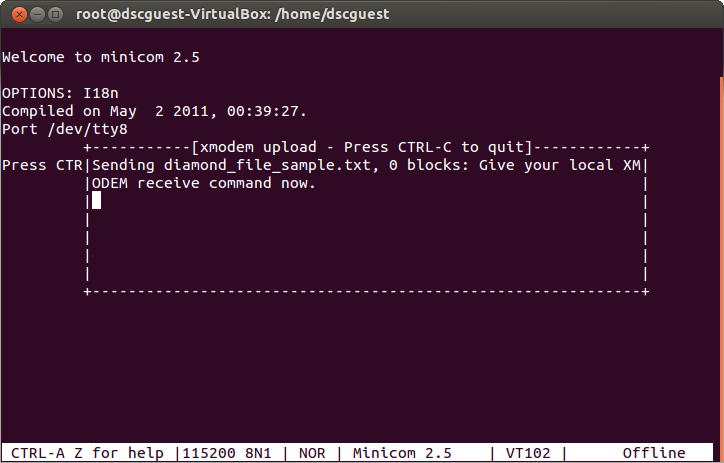 root@dscguest-VirtualBox: /home/dscguest
Welcome to minicom 2.5
OPTIONS: I18n
Compiled on May  2 2011, 00:39:27.
Port /dev/tty8
+-----------[xmodem upload - Press CTRL-C to quit]------------+
Press CTR|Sending diamond_file_sample.txt, 0 blocks: Give your local XM|
|ODEM receive command now.                                    |
CTRL-A Z for help |115200 8N1 | NOR | Minicom 2.5    | VT102 |      Offline